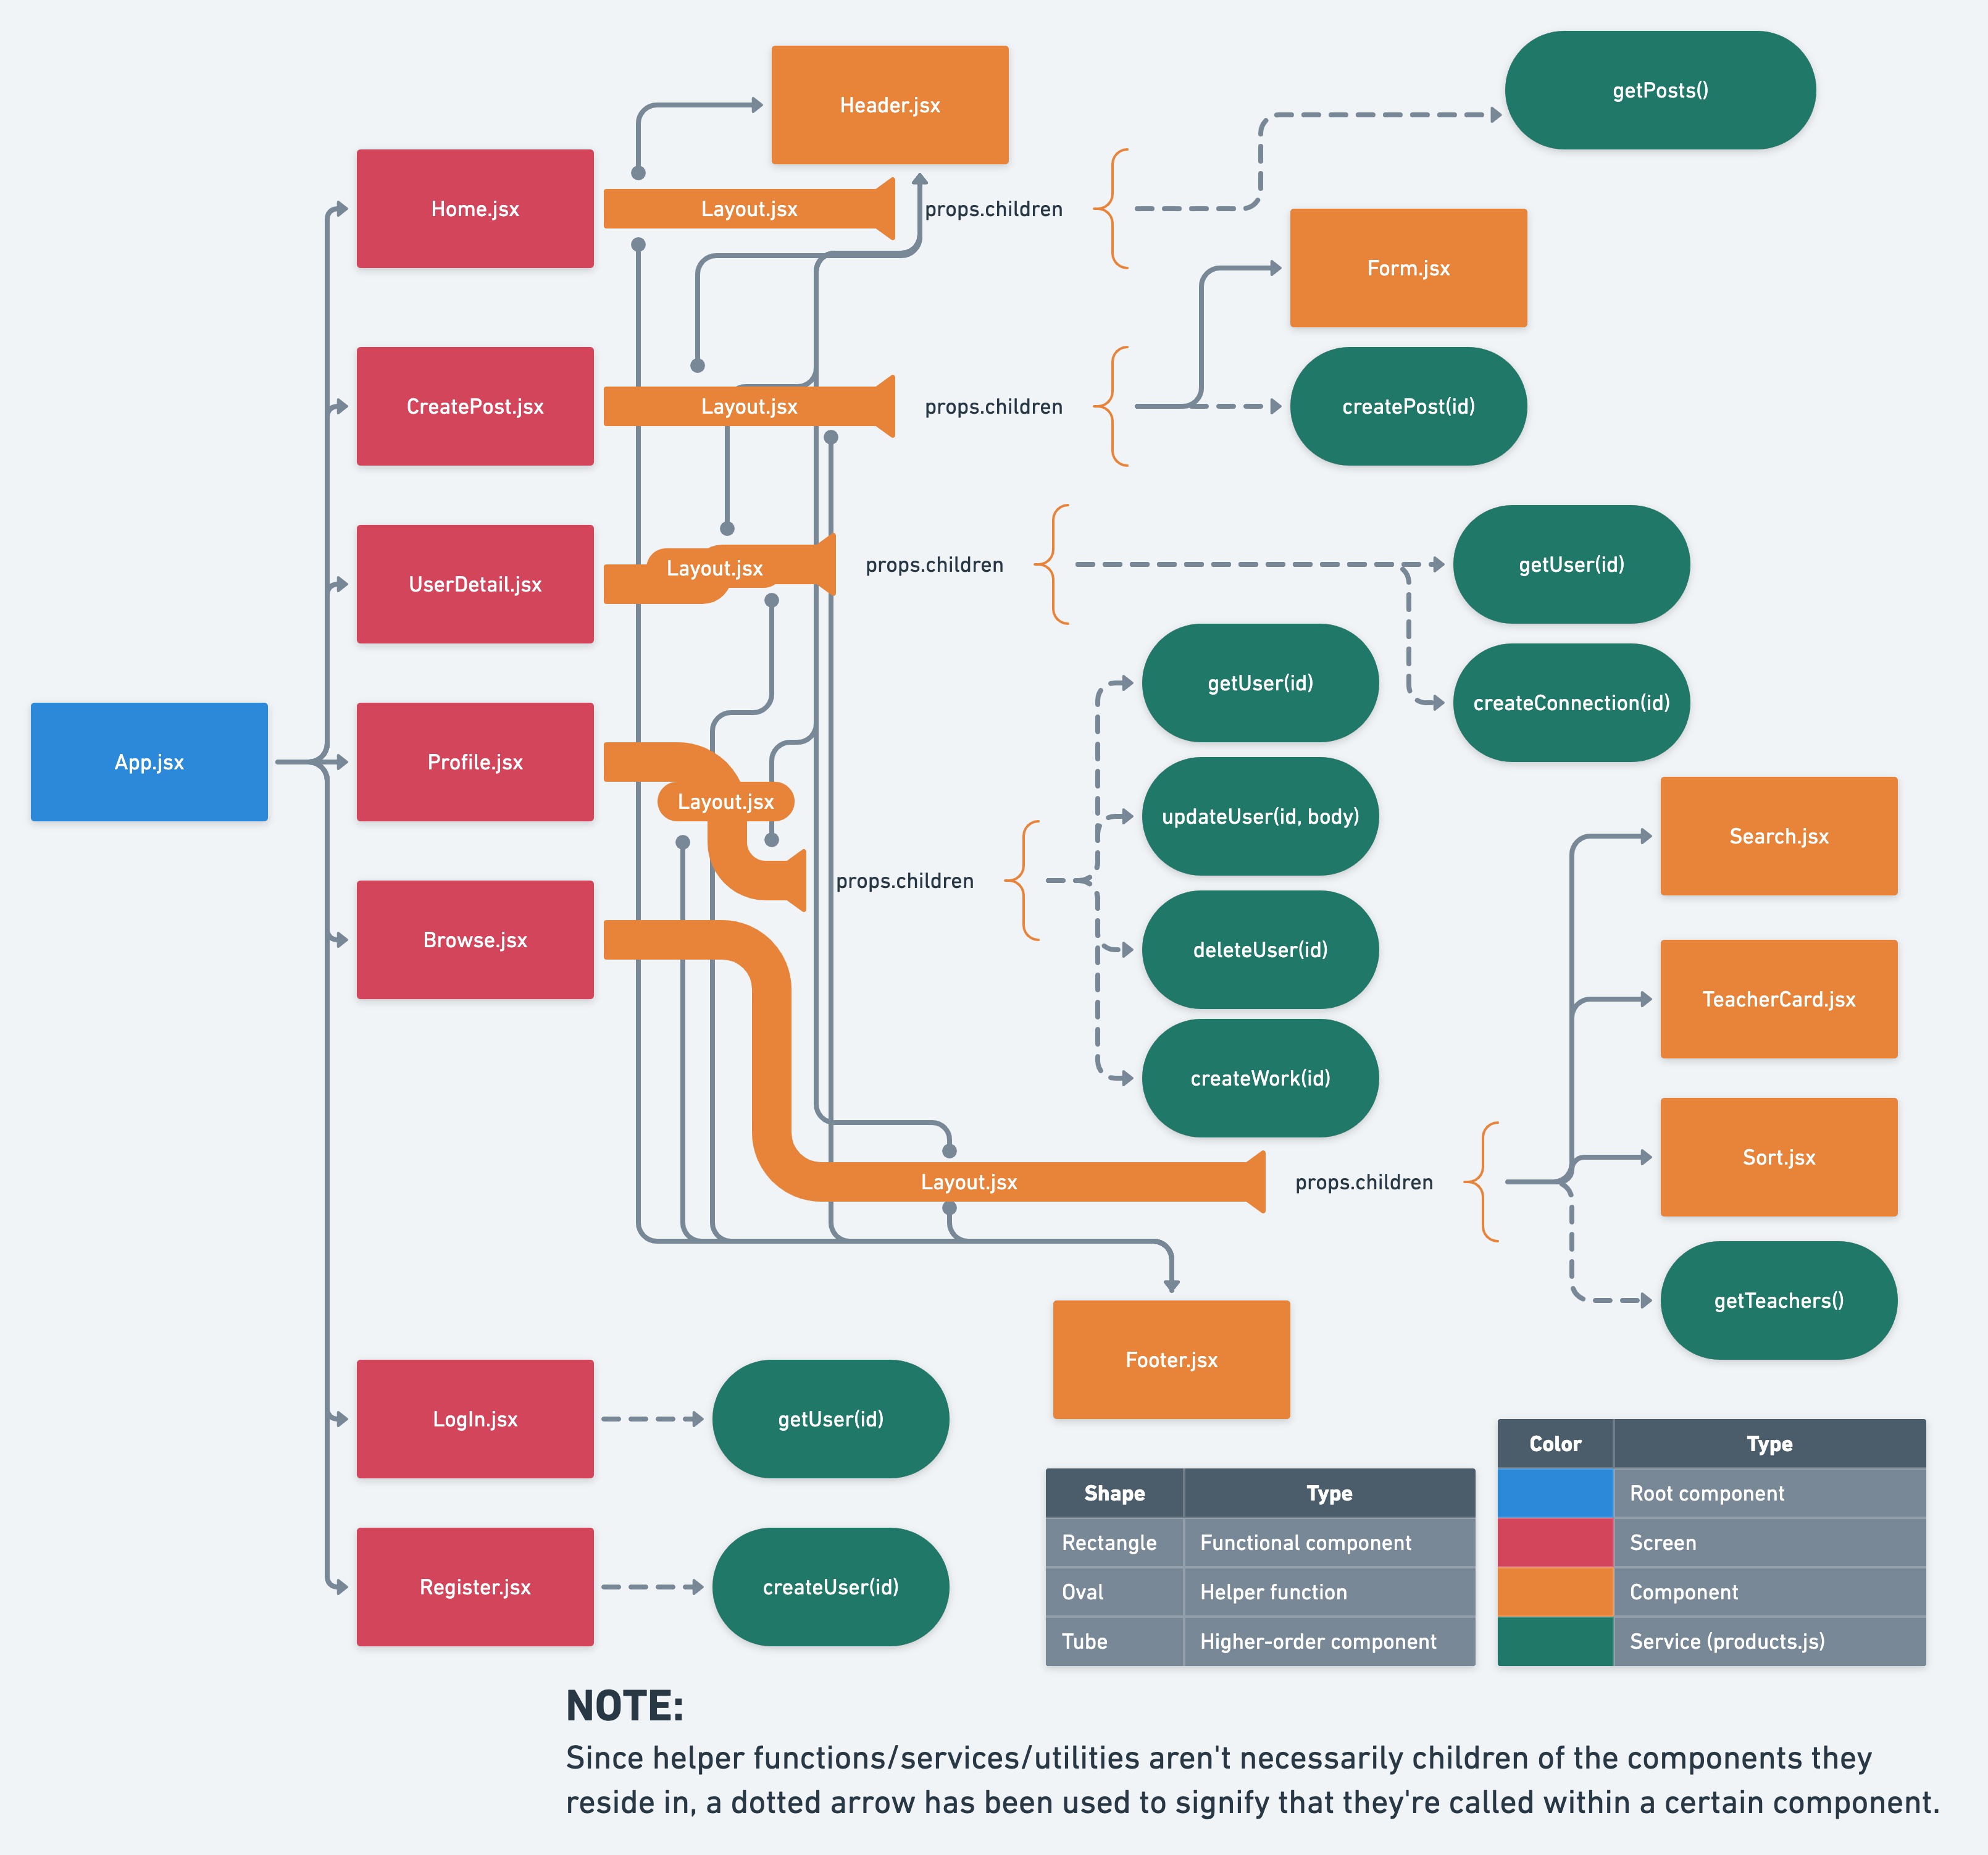 getPosts()
Header.jsx
Home.jsx
Layout.jsx
props.children
Form.jsx
CreatePost.jsx
Layout.jsx
props.children
createPost(id)
UserDetail.jsx
Layout.jsx
props.children
getUser(id)
getUser(id)
createConnection(id)
App.jsx
Profile.jsx
Layout.jsx
updateUser(id, body)
Search.jsx
props.children
Browse.jsx
deleteUser(id)
TeacherCard.jsx
createWork(id)
Sort.jsx
Layout.jsx
props.children
getTeachers()
Footer.jsx
LogIn.jsx
getUser(id)
Register.jsx
createUser(id)
Shape Type
Rectangle Functional component
Oval Helper function
Tube Higher-order component
Color Type
Root component
Screen
Component
Service (products.js)
NOTE:
Since helper functions/services/utilities aren't necessarily children of the components they
reside in, a dotted arrow has been used to signify that they're called within a certain component.